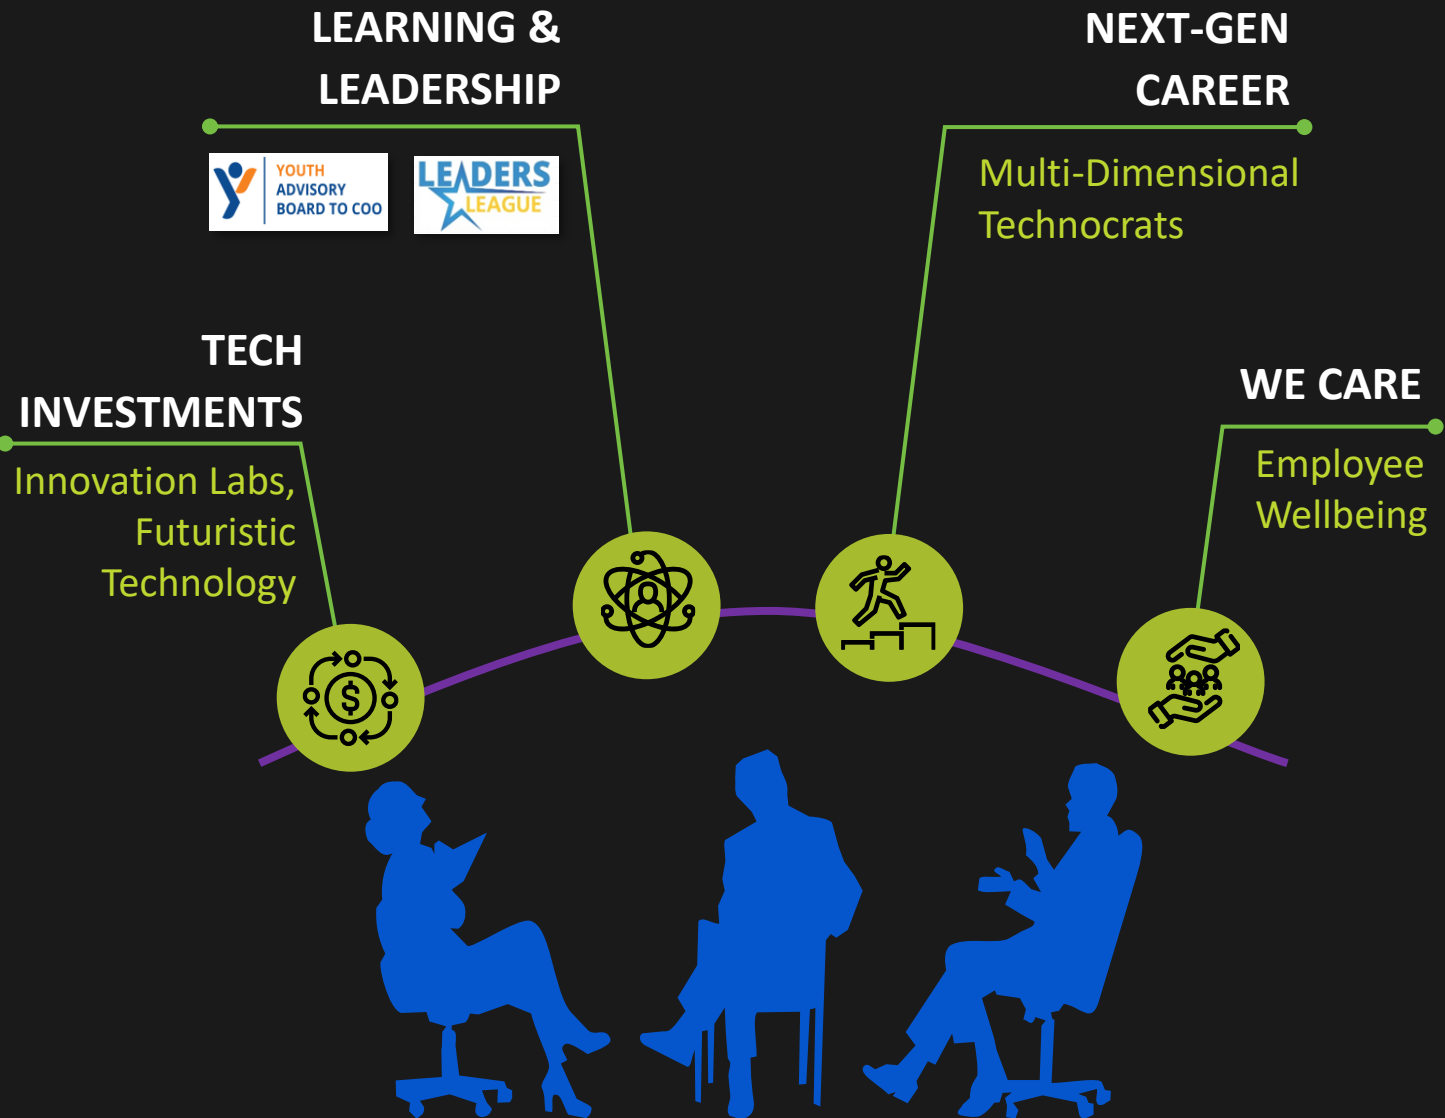 LEARNING &
LEADERSHIP
YOUTH
ADVISORY
BOARD TO COO
LEADERS
LEAGUE
NEXT-GEN
CAREER
Multi-Dimensional
Technocrats
TECH
INVESTMENTS
Innovation Labs,
Futuristic
Technology
WE CARE
Employee
Wellbeing
$